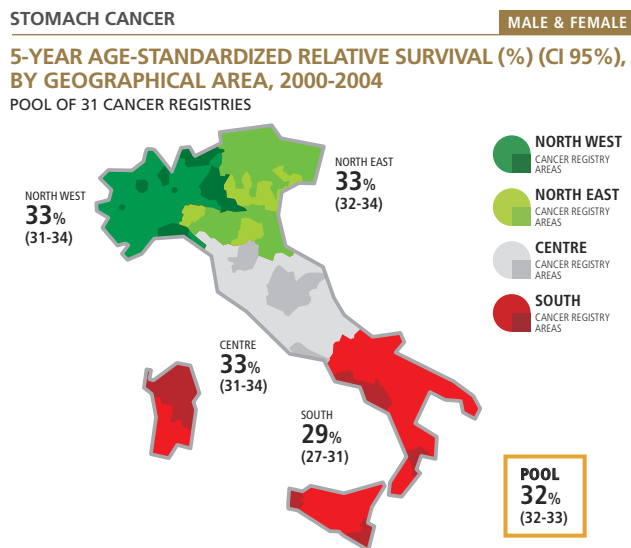 STOMACH CANCER
MALE & FEMALE
5-YEAR AGE-STANDARDIZED RELATIVE SURVIVAL (%) (CI 95%),
BY GEOGRAPHICAL AREA, 2000-2004
POOL OF 31 CANCER REGISTRIES
NORTH WEST
33%
(31-34)
NORTH EAST
33%
(32-34)
NORTH WEST
CANCER REGISTRY
AREAS
NORTH EAST
CANCER REGISTRY
AREAS
CENTRE
CANCER REGISTRY
AREAS
SOUTH
CANCER REGISTRY
AREAS
CENTRE
33%
(31-34)
SOUTH
29%
(27-31)
POOL
32%
(32-33)